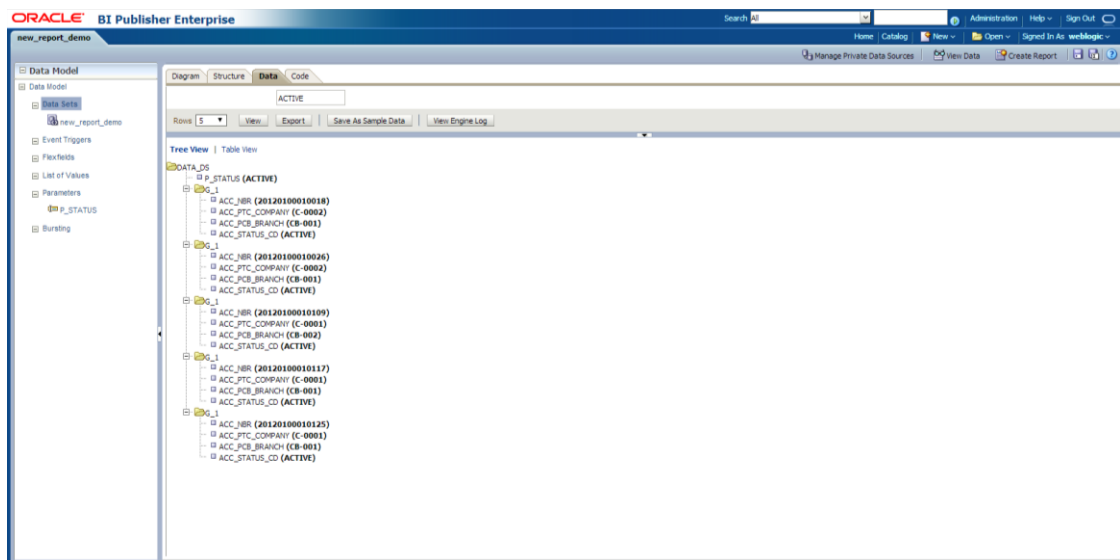 ORACLE BI Publisher Enterprise
Search All
Administration Help Sign Out
new_report_demo
Home Catalog New Open Signed In As weblogic
Manage Private Data Sources View Data Create Report
Data Model
Data Model
Data Sets
new_report_demo
Event Triggers
Flexfields
List of Values
Parameters
P_STATUS
Bursting
Diagram Structure Data Code
ACTIVE
Rows 5 View Export Save As Sample Data View Engine Log
Tree View | Table View
DATA_DS
P_STATUS (ACTIVE)
G_1
ACC_NBR (20120100010018)
ACC_PTC_COMPANY (C-0002)
ACC_PCB_BRANCH (CB-001)
ACC_STATUS_CD (ACTIVE)
G_1
ACC_NBR (20120100010026)
ACC_PTC_COMPANY (C-0002)
ACC_PCB_BRANCH (CB-001)
ACC_STATUS_CD (ACTIVE)
G_1
ACC_NBR (20120100010109)
ACC_PTC_COMPANY (C-0001)
ACC_PCB_BRANCH (CB-002)
ACC_STATUS_CD (ACTIVE)
G_1
ACC_NBR (20120100010117)
ACC_PTC_COMPANY (C-0001)
ACC_PCB_BRANCH (CB-001)
ACC_STATUS_CD (ACTIVE)
G_1
ACC_NBR (20120100010125)
ACC_PTC_COMPANY (C-0001)
ACC_PCB_BRANCH (CB-001)
ACC_STATUS_CD (ACTIVE)